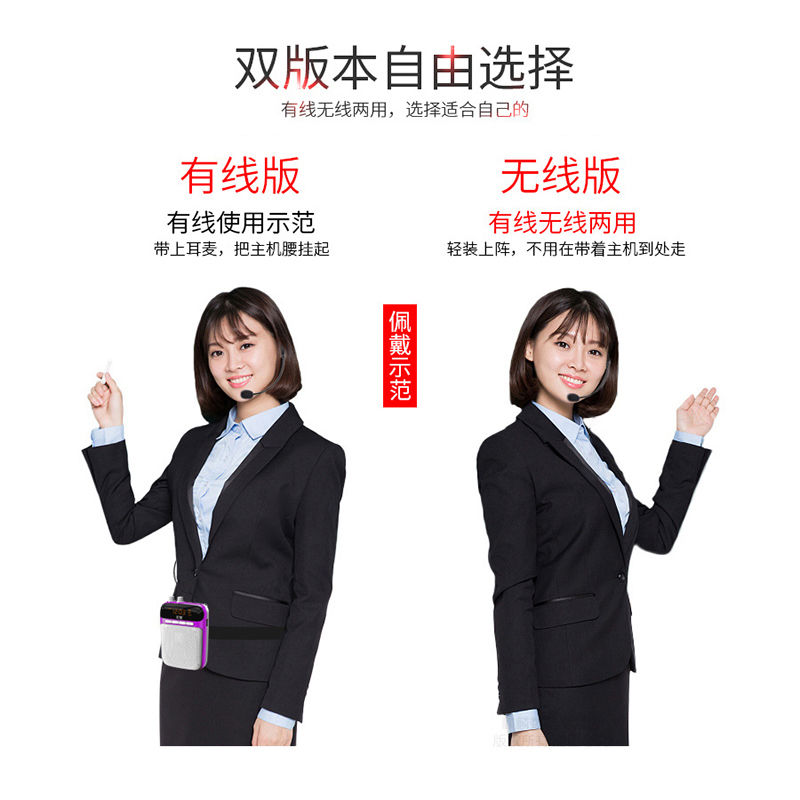 双版本自由选择
有线无线两用，选择适合自己的
有线版
有线使用示范
带上耳麦，把主机腰挂起
无线版
有线无线两用
轻装上阵，不用在带着主机到处走
佩戴示范